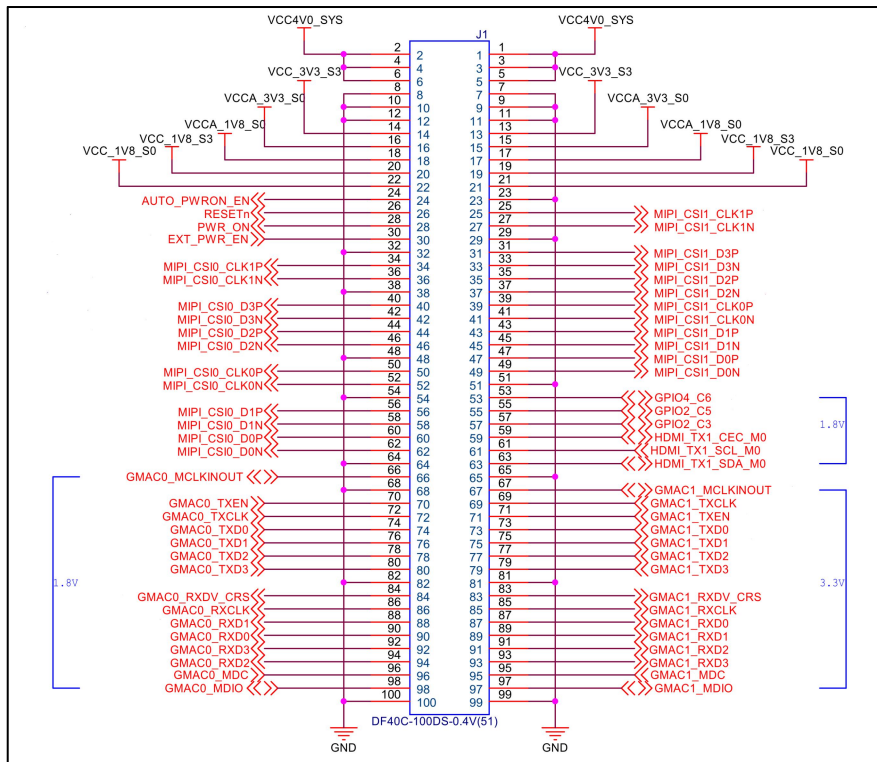 VCC4V0_SYS VCC4V0_SYS
J1
2 2 1 1
4 4 3 3
6 6 5 5
VCC_3V3_S3 VCC_3V3_S3
8 8 7 7
VCCA_3V3_S0 VCCA_3V3_S0
10 10 9 9
12 12 11 11
VCCA_1V8_S0 VCCA_1V8_S0
14 14 13 13
VCC_1V8_S3 VCC_1V8_S3
16 16 15 15
VCC_1V8_S0 VCC_1V8_S0
18 18 17 17
20 20 19 19
22 22 21 21
AUTO_PWRON_EN 24 24 23 23
RESETn 26 26 25 25 MIPI_CSI1_CLK1P
PWR_ON 28 28 27 27 MIPI_CSI1_CLK1N
EXT_PWR_EN 30 30 29 29
32 32 31 31 MIPI_CSI1_D3P
MIPI_CSI0_CLK1P 34 34 33 33 MIPI_CSI1_D3N
MIPI_CSI0_CLK1N 36 36 35 35 MIPI_CSI1_D2P
38 38 37 37 MIPI_CSI1_D2N
MIPI_CSI0_D3P 40 40 39 39 MIPI_CSI1_CLK0P
MIPI_CSI0_D3N 42 42 41 41 MIPI_CSI1_CLK0N
MIPI_CSI0_D2P 44 44 43 43 MIPI_CSI1_D1P
MIPI_CSI0_D2N 46 46 45 45 MIPI_CSI1_D1N
48 48 47 47 MIPI_CSI1_D0P
MIPI_CSI0_CLK0P 50 50 49 49 MIPI_CSI1_D0N
MIPI_CSI0_CLK0N 52 52 51 51
54 54 53 53 GPIO4_C6
MIPI_CSI0_D1P 56 56 55 55 GPIO2_C5
MIPI_CSI0_D1N 58 58 57 57 GPIO2_C3 1.8V
MIPI_CSI0_D0P 60 60 59 59 HDMI_TX1_CEC_M0
MIPI_CSI0_D0N 62 62 61 61 HDMI_TX1_SCL_M0
64 64 63 63 HDMI_TX1_SDA_M0
GMAC0_MCLKINOUT 66 66 65 65
68 68 67 67 GMAC1_MCLKINOUT
GMAC0_TXEN 70 70 69 69 GMAC1_TXCLK
GMAC0_TXCLK 72 72 71 71 GMAC1_TXEN
GMAC0_TXD0 74 74 73 73 GMAC1_TXD0
GMAC0_TXD1 76 76 75 75 GMAC1_TXD1
GMAC0_TXD2 78 78 77 77 GMAC1_TXD2
GMAC0_TXD3 80 80 79 79 GMAC1_TXD3
1.8V 82 82 81 81 3.3V
GMAC0_RXDV_CRS 84 84 83 83 GMAC1_RXDV_CRS
GMAC0_RXCLK 86 86 85 85 GMAC1_RXCLK
GMAC0_RXD1 88 88 87 87 GMAC1_RXD0
GMAC0_RXD0 90 90 89 89 GMAC1_RXD1
GMAC0_RXD3 92 92 91 91 GMAC1_RXD2
GMAC0_RXD2 94 94 93 93 GMAC1_RXD3
GMAC0_MDC 96 96 95 95 GMAC1_MDC
GMAC0_MDIO 98 98 97 97 GMAC1_MDIO
100 100 99 99
DF40C-100DS-0.4V(51)
GND GND